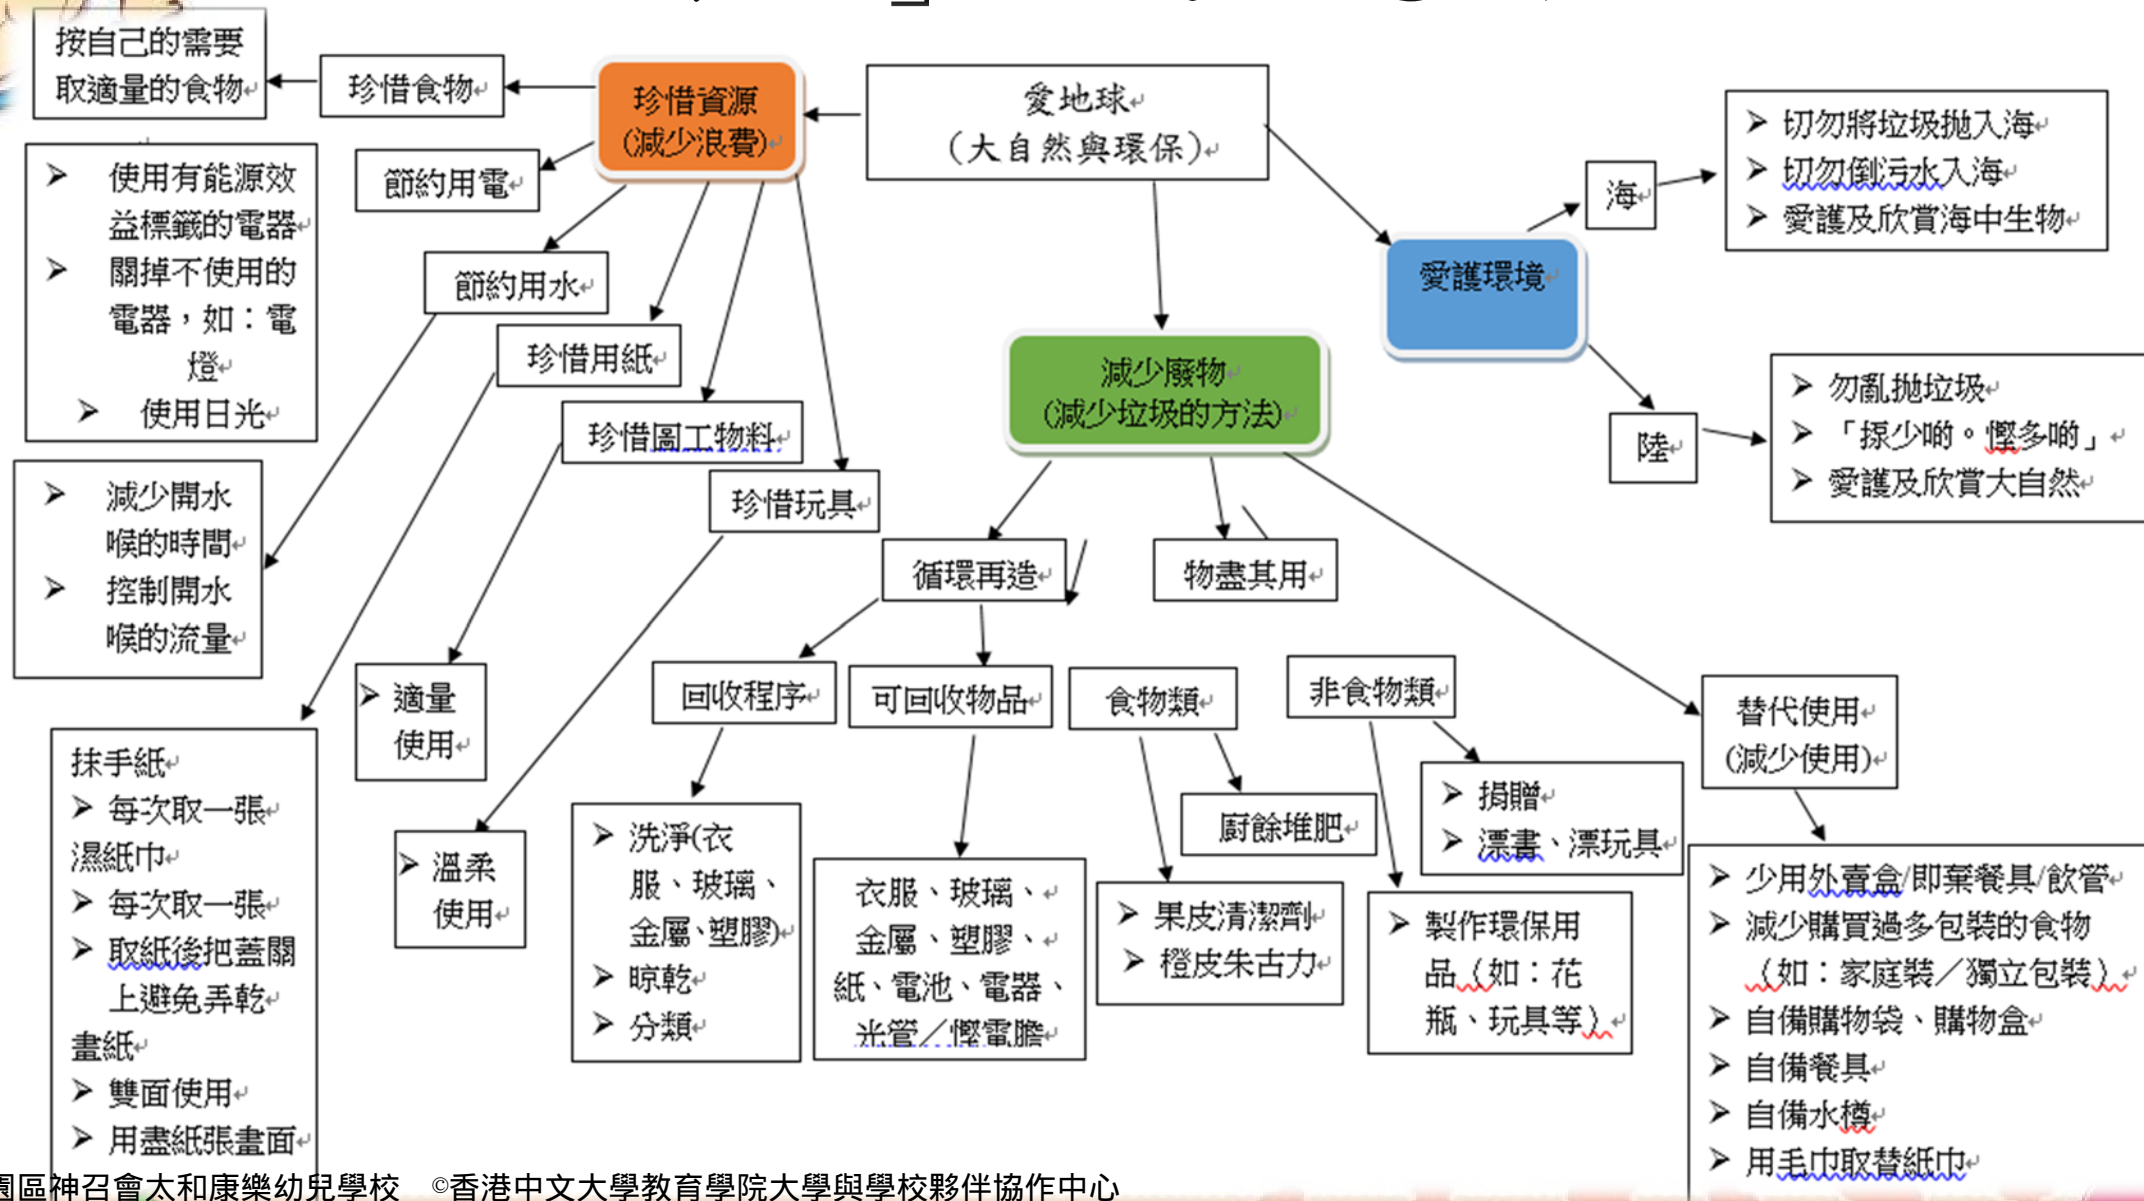 愛地球
（大自然與環保）
珍惜資源
(減少浪費)
珍惜食物
按自己的需要
取適量的食物
節約用電
➢ 使用有能源效
益標籤的電器
➢ 關掉不使用的
電器，如：電
燈
➢ 使用日光
節約用水
➢ 減少開水
喉的時間
➢ 控制開水
喉的流量
珍惜用紙
抹手紙
➢ 每次取一張
濕紙巾
➢ 每次取一張
➢ 取紙後把蓋關
上避免弄乾
畫紙
➢ 雙面使用
➢ 用盡紙張畫面
珍惜圖工物料
➢ 適量
使用
珍惜玩具
➢ 溫柔
使用
減少廢物
(減少垃圾的方法)
循環再造
回收程序
➢ 洗淨(衣
服、玻璃、
金屬、塑膠)
➢ 晾乾
➢ 分類
可回收物品
衣服、玻璃、
金屬、塑膠、
紙、電池、電器、
光管／慳電膽
物盡其用
食物類
廚餘堆肥
➢ 果皮清潔劑
➢ 橙皮朱古力
非食物類
➢ 捐贈
➢ 漂書、漂玩具
➢ 製作環保用
品（如：花
瓶、玩具等）
替代使用
(減少使用)
➢ 少用外賣盒/即棄餐具/飲管
➢ 減少購買過多包裝的食物
（如：家庭裝／獨立包裝）
➢ 自備購物袋、購物盒
➢ 自備餐具
➢ 自備水樽
➢ 用毛巾取替紙巾
愛護環境
海
➢ 切勿將垃圾拋入海
➢ 切勿倒污水入海
➢ 愛護及欣賞海中生物
陸
➢ 勿亂拋垃圾
➢ 「掹少啲。慳多啲」
➢ 愛護及欣賞大自然
園區神召會太和康樂幼兒學校 ©香港中文大學教育學院大學與學校夥伴協作中心